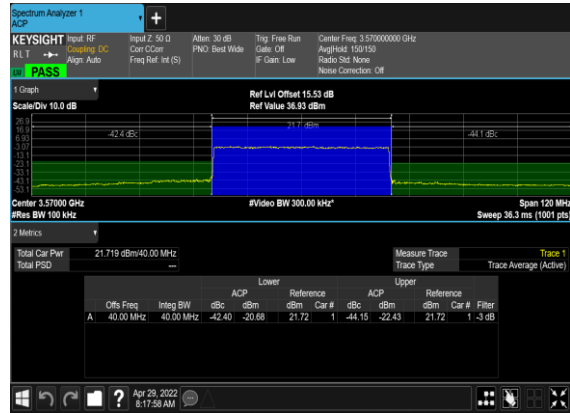 Spectrum Analyzer 1
ACP
+
KEYSIGHT Input: RF Input Z: 50 Ω Atten: 30 dB Trig: Free Run Center Freq: 3.570000000 GHz
RLT Coupling: DC Corr CCorr PNO: Best Wide Gate: Off Avg|Hold: 150/150
Align: Auto Freq Ref: Int (S) IF Gain: Low Radio Std: None
PASS Noise Correction: Off
1 Graph Ref Lvl Offset 15.53 dB
Scale/Div 10.0 dB Ref Value 36.93 dBm
26.9
16.9 21.7 dBm
6.93 -42.4 dBc -44.1 dBc
-3.07
-13.1
-23.1
-33.1
-43.1
-53.1
Center 3.57000 #Video BW 300.00 kHz* Span 120 MHz
#Res BW 100 kHz Sweep 36.3 ms (1001 pts)
2 Metrics
Total Car Pwr 21.719 dBm/40.00 MHz Measure Trace Trace 1
Total PSD --- Trace Type Trace Average (Active)
Lower Upper
ACP Reference ACP Reference
Offs Freq Integ BW dBc dBm dBm Car # dBc dBm dBm Car # Filter
A 40.00 MHz 40.00 MHz -42.40 -20.68 21.72 1 -44.15 -22.43 21.72 1 -3 dB
? Apr 29, 2022
8:17:58 AM